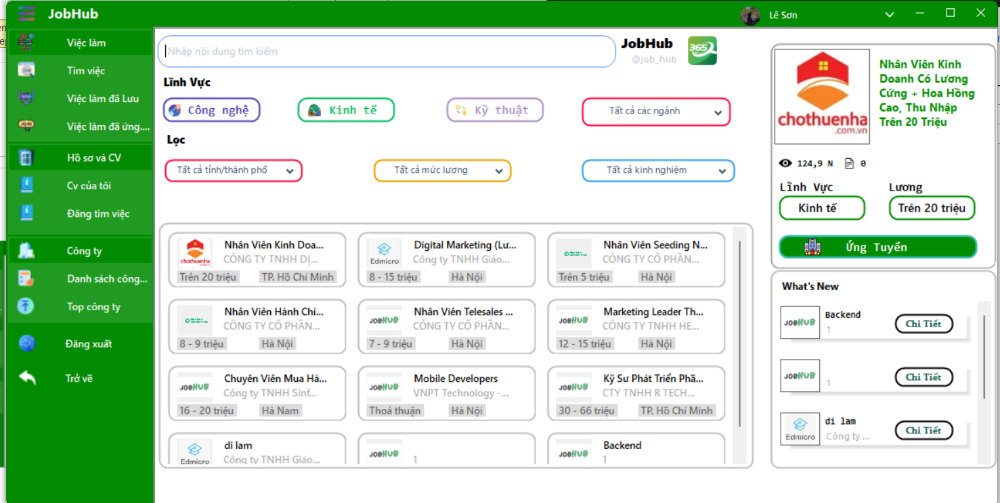 JobHub
Lê Sơn
Việc làm
Tìm việc
Việc làm đã Lưu
Việc làm đã ứng....
Hồ sơ và CV
Cv của tôi
Đăng tìm việc
Công ty
Danh sách công...
Top công ty
Đăng xuất
Trở về
Nhập nội dung tìm kiếm
JobHub
@job_hub
365
Lĩnh Vực
Công nghệ
Kinh tế
Kỹ thuật
Tất cả các ngành
Lọc
Tất cả tỉnh/thành phố
Tất cả mức lương
Tất cả kinh nghiệm
chothuenha
Nhân Viên Kinh Doa...
CÔNG TY TNHH DỊ...
Trên 20 triệu
TP. Hồ Chí Minh
Edmicro
Digital Marketing (Lư...
Công ty TNHH Giáo...
8 - 15 triệu
Hà Nội
Nhân Viên Seeding N...
CÔNG TY CỔ PHẦN...
Trên 5 triệu
Hà Nội
Nhân Viên Hành Chí...
CÔNG TY CỔ PHẦN...
8 - 9 triệu
Hà Nội
JOBHUB
Nhân Viên Telesales ...
CÔNG TY CỔ PHẦN...
7 - 9 triệu
Hà Nội
JOBHUB
Marketing Leader Th...
CÔNG TY TNHH HE...
12 - 15 triệu
Hà Nội
JOBHUB
Chuyên Viên Mua Hà...
Công ty TNHH Sinf...
16 - 20 triệu
Hà Nam
JOBHUB
Mobile Developers
VNPT Technology -...
Thoả thuận
Hà Nội
JOBHUB
Kỹ Sư Phát Triển Phầ...
CTY TNHH R TECH...
30 - 66 triệu
TP. Hồ Chí Minh
Edmicro
di lam
Công ty TNHH Giáo...
JOBHUB
1
JOBHUB
Backend
1
chothuenha
.com.vn
Nhân Viên Kinh
Doanh Có Lương
Cứng + Hoa Hồng
Cao, Thu Nhập
Trên 20 Triệu
124,9 N
0
Lĩnh Vực
Lương
Kinh tế
Trên 20 triệu
Ứng Tuyển
What's New
JOBHUB
Backend
1
Chi Tiết
JOBHUB
1
Chi Tiết
Edmicro
di lam
Công ty ...
Chi Tiết